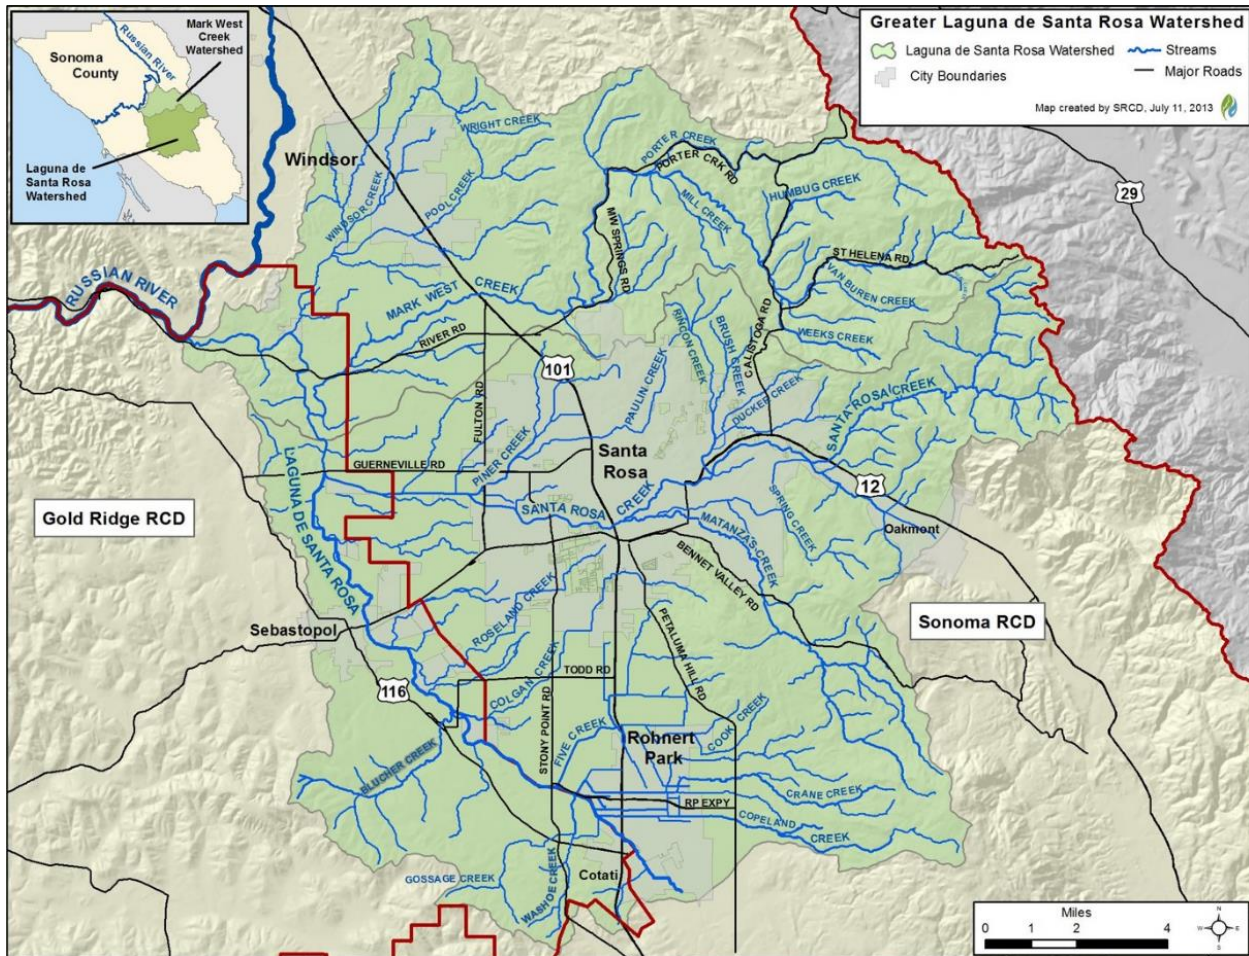 Mark West
Creek
Watershed
Sonoma
County
Russian River
Laguna de
Santa Rosa
Watershed
Greater Laguna de Santa Rosa Watershed
Laguna de Santa Rosa Watershed
Streams
City Boundaries
Major Roads
Map created by SRCD, July 11, 2013
29
WRIGHT CREEK
Windsor
PORTER CREEK
PORTER CRK RD
HUMBUG CREEK
WINDSOR CREEK
POOL CREEK
MILL CREEK
MW SPRINGS RD
ST HELENA RD
RUSSIAN RIVER
VAN BUREN CREEK
MARK WEST CREEK
CALISTOGA RD
WEEKS CREEK
RIVER RD
RINCON CREEK
BRUSH CREEK
101
PAULIN CREEK
DUCKER CREEK
SANTA ROSA CREEK
FULTON RD
PINER CREEK
Santa
Rosa
GUERNEVILLE RD
LAGUNA DE SANTA ROSA
12
SANTA ROSA CREEK
SPRING CREEK
Gold Ridge RCD
MATANZAS CREEK
Oakmont
BENNET VALLEY RD
ROSELAND CREEK
Sebastopol
PETALUMA HILL RD
Sonoma RCD
TODD RD
COLGAN CREEK
116
STONY POINT RD
FIVE CREEK
COOK CREEK
Rohnert
Park
BLUCHER CREEK
CRANE CREEK
RP EXPY
COPELAND CREEK
GOSSAGE CREEK
WASHOE CREEK
Cotati
Miles
0 1 2 4
N
W E
S